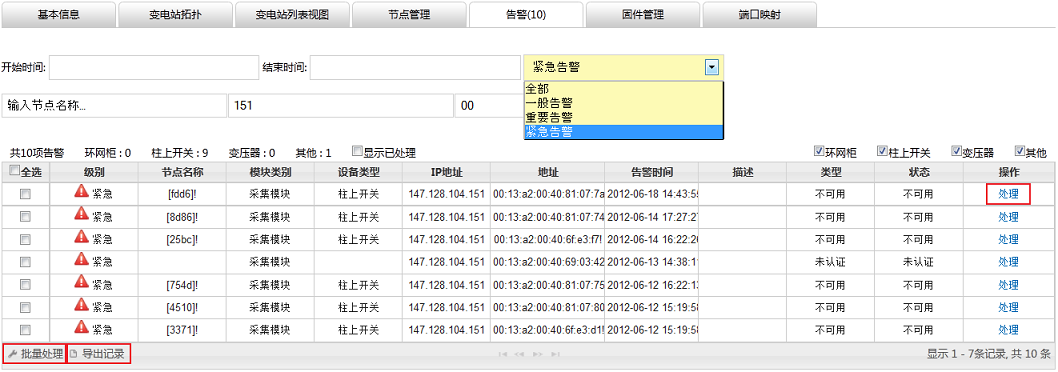 基本信息 变电站拓扑 变电站列表视图 节点管理 告警(10) 固件管理 端口映射
开始时间: 结束时间: 紧急告警
全部
一般告警
重要告警
紧急告警
输入节点名称... 151 00
共10项告警 环网柜 : 0 柱上开关 : 9 变压器 : 0 其他 : 1 显示已处理 环网柜 柱上开关 变压器 其他
全选 级别 节点名称 模块类别 设备类型 IP地址 地址 告警时间 描述 类型 状态 操作
紧急 [fdd6]! 采集模块 柱上开关 147.128.104.151 00:13:a2:00:40:81:07:7a 2012-06-18 14:43:55 不可用 不可用 处理
紧急 [8d86]! 采集模块 柱上开关 147.128.104.151 00:13:a2:00:40:81:07:74 2012-06-14 17:27:27 不可用 不可用 处理
紧急 [25bc]! 采集模块 柱上开关 147.128.104.151 00:13:a2:00:40:6f:e3:f7! 2012-06-14 16:22:20 不可用 不可用 处理
紧急 采集模块 147.128.104.151 00:13:a2:00:40:69:03:42 2012-06-13 14:38:11 未认证 未认证 处理
紧急 [754d]! 采集模块 柱上开关 147.128.104.151 00:13:a2:00:40:81:07:75 2012-06-12 16:22:13 不可用 不可用 处理
紧急 [4510]! 采集模块 柱上开关 147.128.104.151 00:13:a2:00:40:81:07:80 2012-06-12 15:19:58 不可用 不可用 处理
紧急 [3371]! 采集模块 柱上开关 147.128.104.151 00:13:a2:00:40:6f:e3:d1! 2012-06-12 15:19:58 不可用 不可用 处理
批量处理 导出记录 显示 1 - 7条记录, 共 10 条